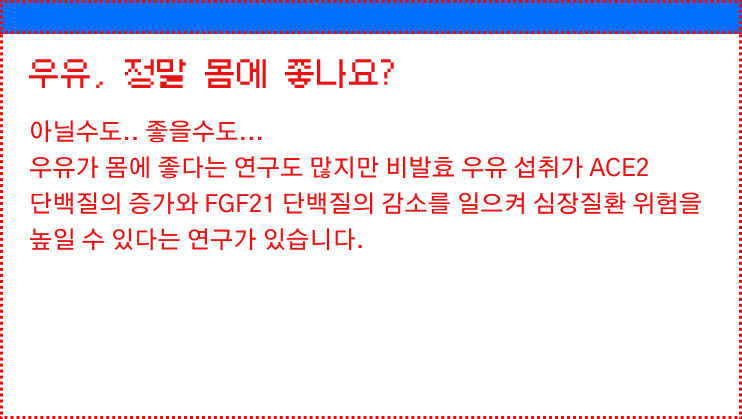 우유, 정말 몸에 좋나요?
아닐수도.. 좋을수도...
우유가 몸에 좋다는 연구도 많지만 비발효 우유 섭취가 ACE2
단백질의 증가와 FGF21 단백질의 감소를 일으켜 심장질환 위험을
높일 수 있다는 연구가 있습니다.